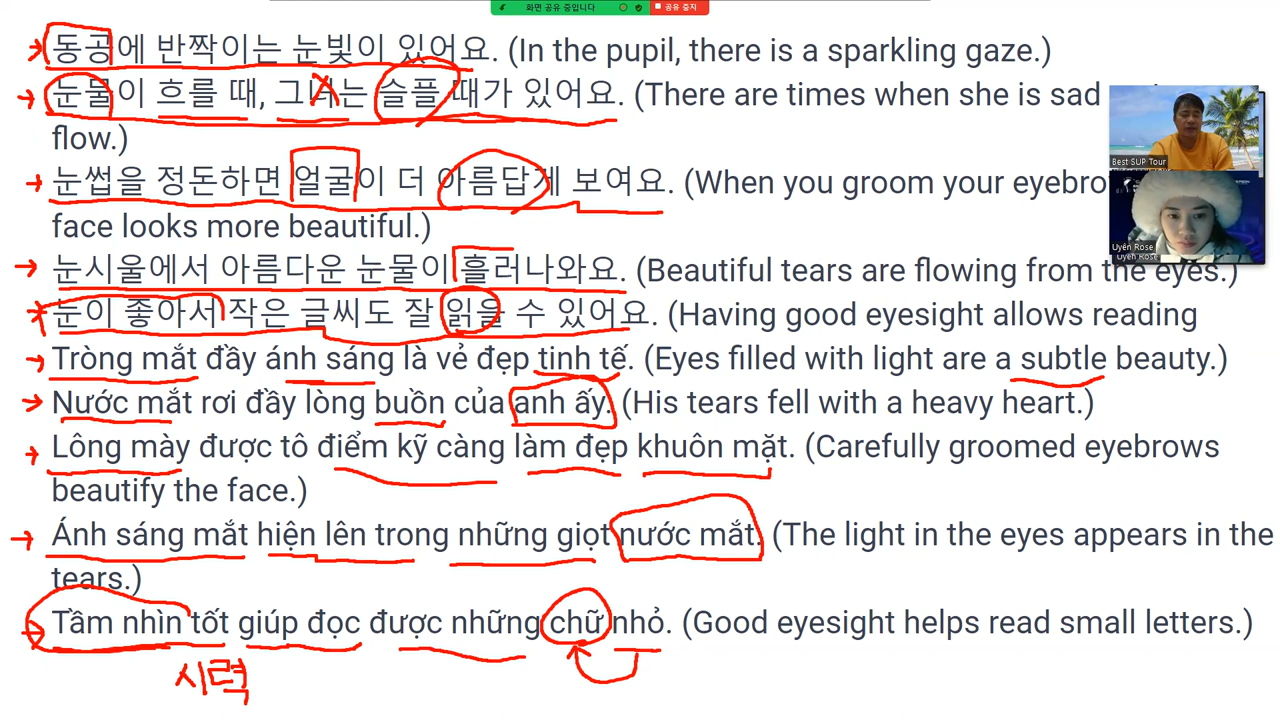 화면 공유 중입니다 공유 중지
동공에 반짝이는 눈빛이 있어요. (In the pupil, there is a sparkling gaze.)
눈물이 흐를 때, 그녀는 슬플 때가 있어요. (There are times when she is sad
flow.)
눈썹을 정돈하면 얼굴이 더 아름답게 보여요. (When you groom your eyebro
face looks more beautiful.)
눈시울에서 아름다운 눈물이 흘러나와요. (Beautiful tears are flowing from the eyes.)
눈이 좋아서 작은 글씨도 잘 읽을 수 있어요. (Having good eyesight allows reading
Tròng mắt đầy ánh sáng là vẻ đẹp tinh tế. (Eyes filled with light are a subtle beauty.)
Nước mắt rơi đầy lòng buồn của anh ấy. (His tears fell with a heavy heart.)
Lông mày được tô điểm kỹ càng làm đẹp khuôn mặt. (Carefully groomed eyebrows
beautify the face.)
Ánh sáng mắt hiện lên trong những giọt nước mắt. (The light in the eyes appears in the
tears.)
Tầm nhìn tốt giúp đọc được những chữ nhỏ. (Good eyesight helps read small letters.)
시력
Best SUP Tour
Uyển Rose
Uyển Rose